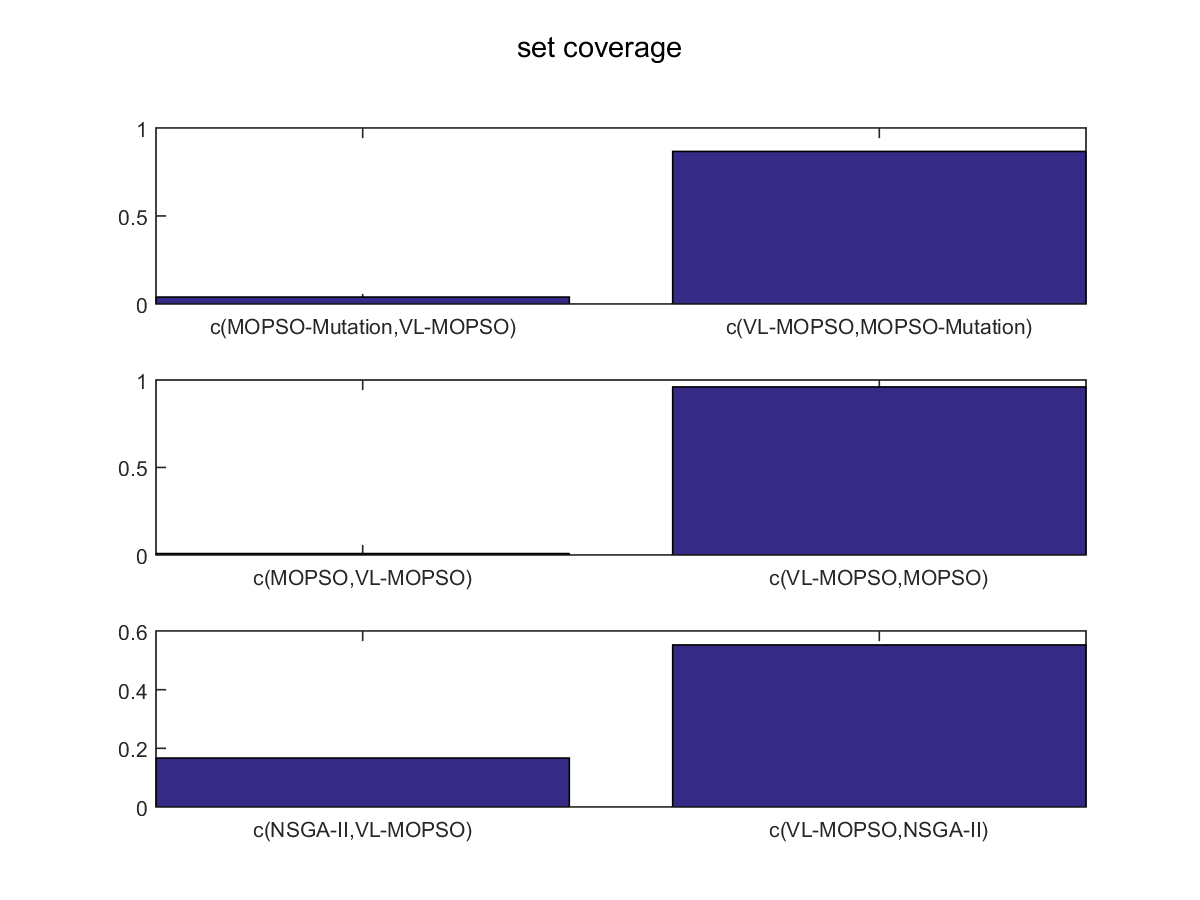 set coverage
1
0.5
0
c(MOPSO-Mutation,VL-MOPSO) c(VL-MOPSO,MOPSO-Mutation)
1
0.5
0
c(MOPSO,VL-MOPSO) c(VL-MOPSO,MOPSO)
0.6
0.4
0.2
0
c(NSGA-II,VL-MOPSO) c(VL-MOPSO,NSGA-II)